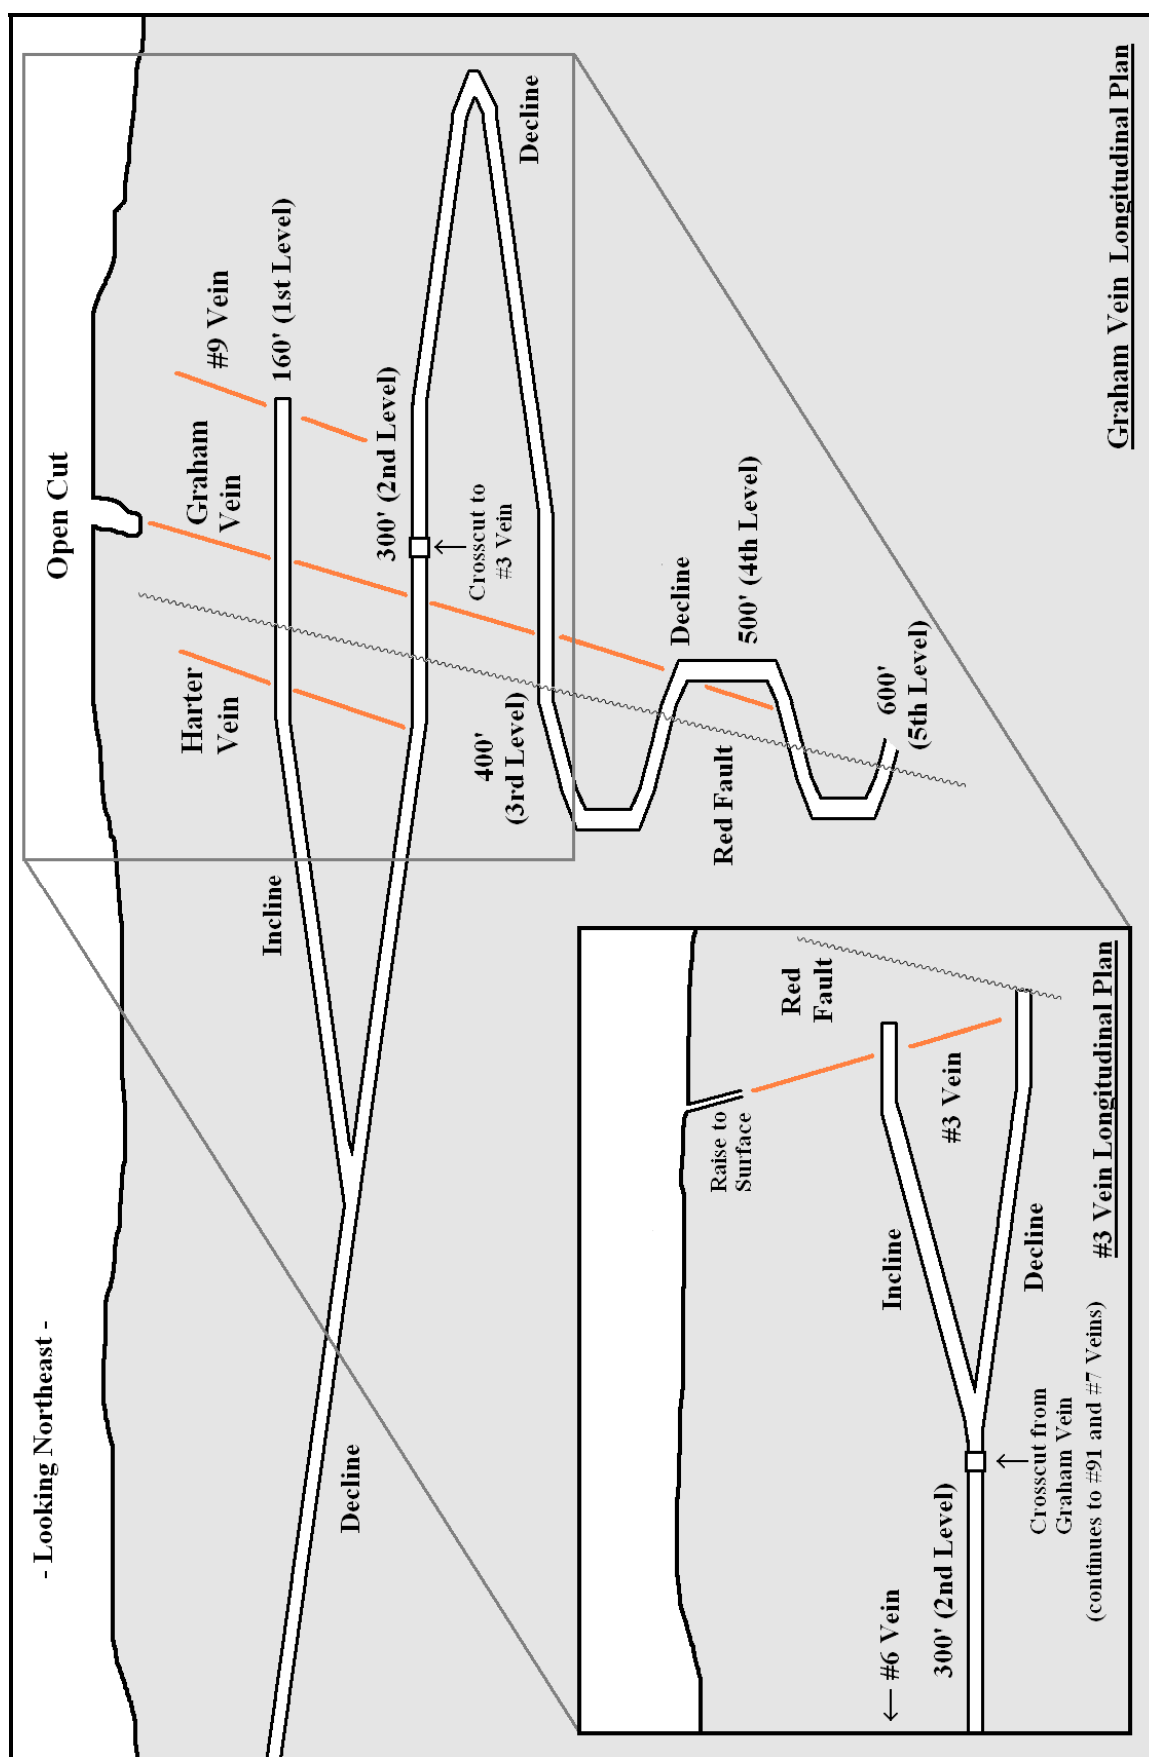 - Looking Northeast -
Open Cut
Harter
Vein
Graham
Vein
#9 Vein
160' (1st Level)
Incline
300' (2nd Level)
Crosscut to
#3 Vein
Decline
Decline
400'
(3rd Level)
Decline
Red Fault
500' (4th Level)
600'
(5th Level)
Graham Vein Longitudinal Plan
Raise to
Surface
Red
Fault
← #6 Vein
Incline
#3 Vein
300' (2nd Level)
Decline
Crosscut from
Graham Vein
(continues to #91 and #7 Veins)
#3 Vein Longitudinal Plan